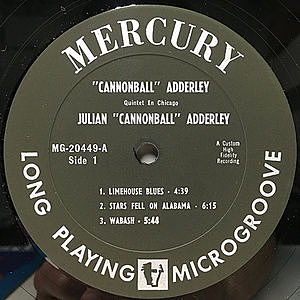 MERCURY
"CANNONBALL" ADDERLEY
Quintet En Chicago
JULIAN "CANNONBALL" ADDERLEY
MG-20449-A
Side 1
A Custom
High
Fidelity
Recording
1. LIMEHOUSE BLUES - 4:39
2. STARS FELL ON ALABAMA - 6:15
3. WABASH - 5:44
LONG PLAYING MICROGROOVE